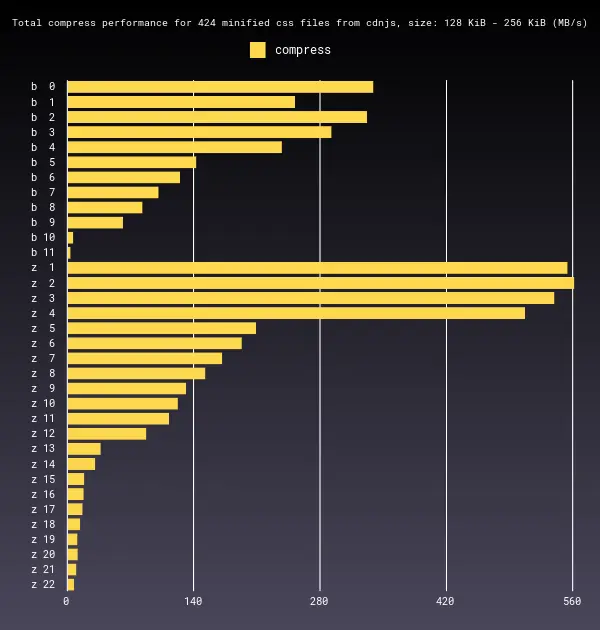 Total compress performance for 424 minified css files from cdnjs, size: 128 KiB - 256 KiB (MB/s)
compress
b 0
b 1
b 2
b 3
b 4
b 5
b 6
b 7
b 8
b 9
b 10
b 11
z 1
z 2
z 3
z 4
z 5
z 6
z 7
z 8
z 9
z 10
z 11
z 12
z 13
z 14
z 15
z 16
z 17
z 18
z 19
z 20
z 21
z 22
0 140 280 420 560